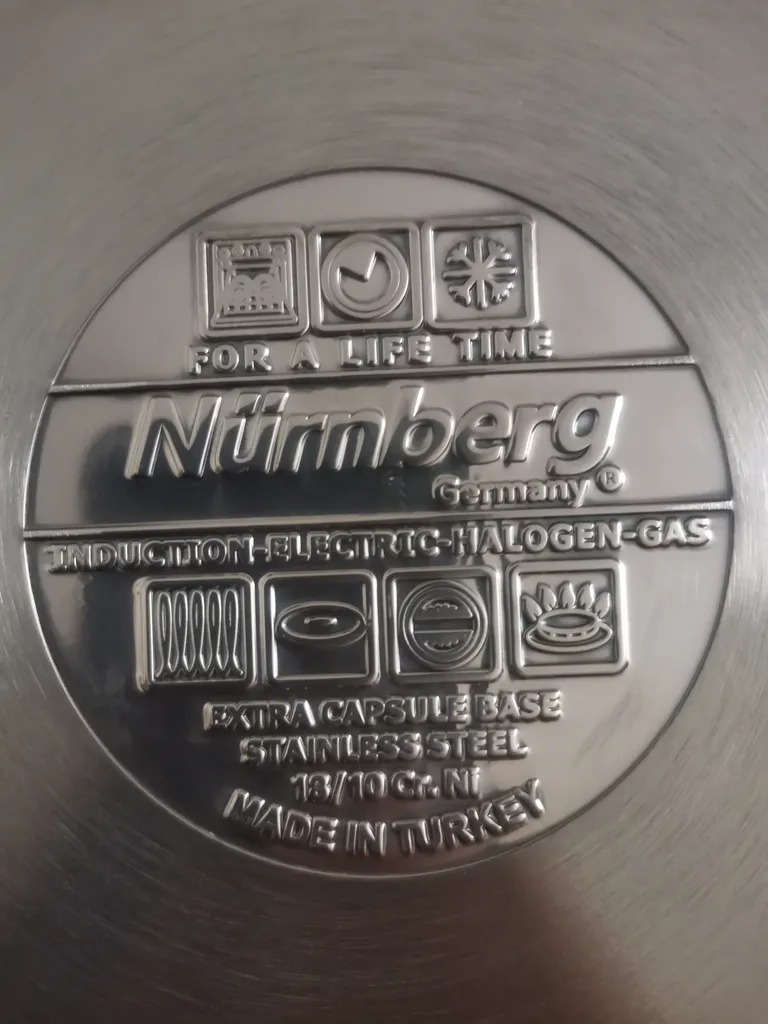 FOR A LIFE TIME
Nürnberg
Germany ®
INDUCTION-ELECTRIC-HALOGEN-GAS
EXTRA CAPSULE BASE
STAINLESS STEEL
18/10 Cr. Ni
MADE IN TURKEY